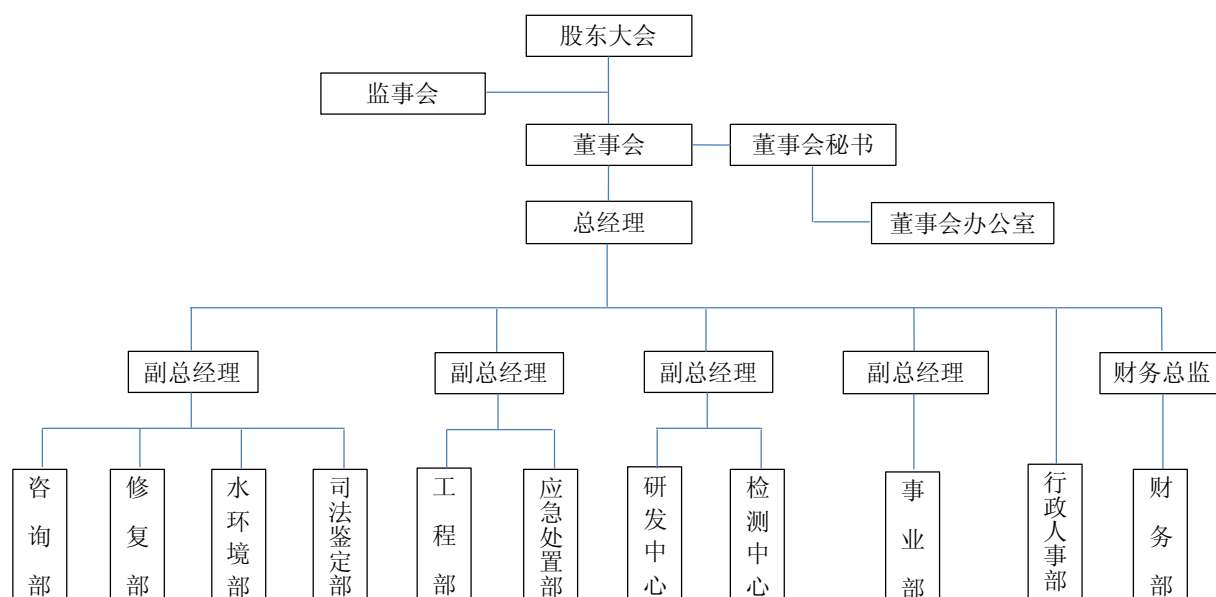 股东大会
监事会
董事会
董事会秘书
总经理
董事会办公室
副总经理
副总经理
副总经理
副总经理
财务总监
咨询部
修复部
水环境部
司法鉴定部
工程部
应急处置部
研发中心
检测中心
事业部
行政人事部
财务部